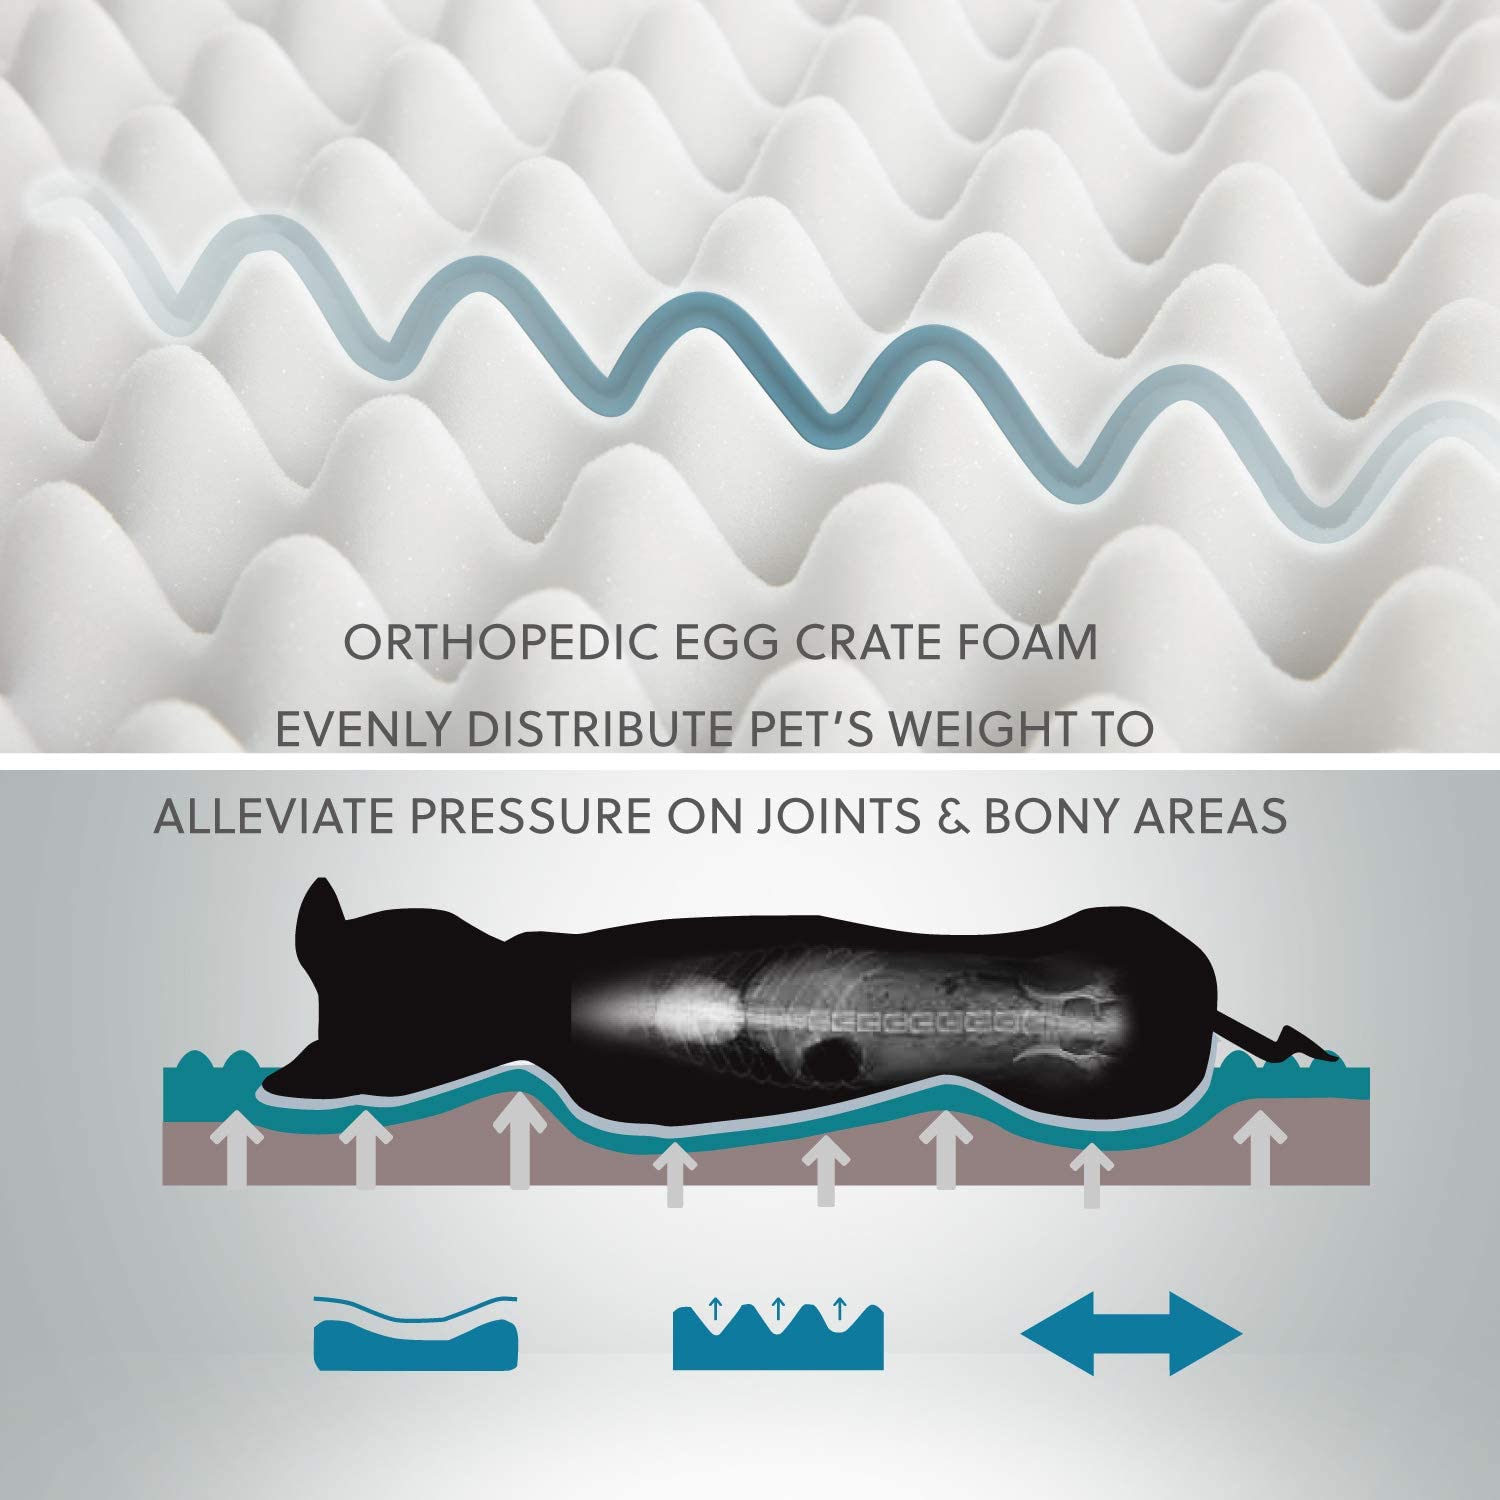 ORTHOPEDIC EGG CRATE FOAM
EVENLY DISTRIBUTE PET'S WEIGHT TO
ALLEVIATE PRESSURE ON JOINTS & BONY AREAS